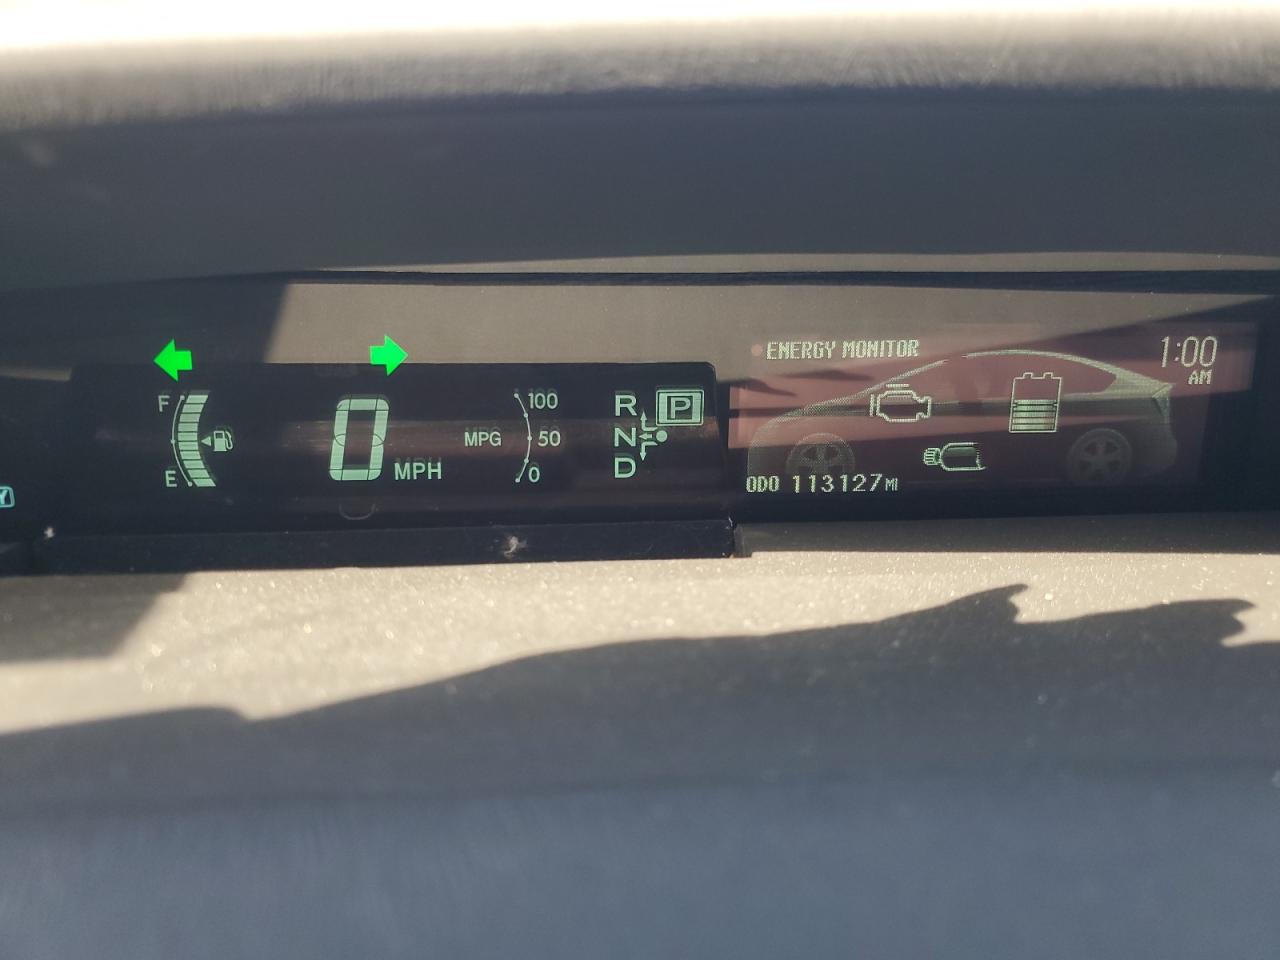 ENERGY MONITOR
1:00
AM
F
E
0
MPH
MPG
100
50
0
R
N
D
P
ODO 113127MI